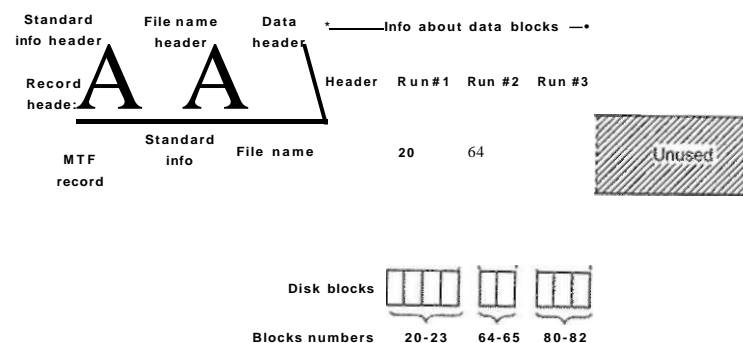 Standard info header
File name header
Data header
*———Info about data blocks —•
Record heade:
A A
Header Run#1 Run #2 Run #3
MTF record
Standard info
File name
20 64
Unused
Disk blocks
Blocks numbers 20-23 64-65 80-82